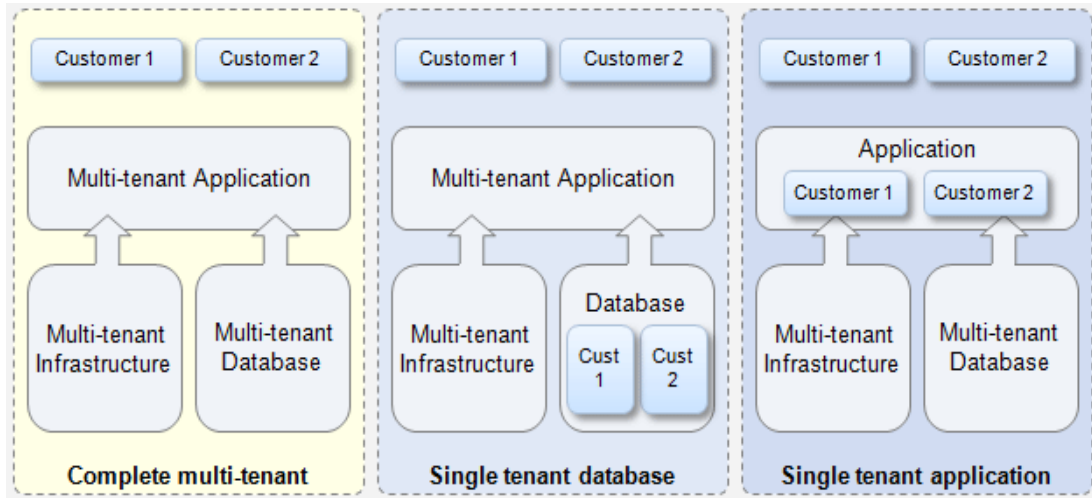 Customer 1
Customer 2
Multi-tenant Application
Multi-tenant
Infrastructure
Multi-tenant
Database
Complete multi-tenant
Customer 1
Customer 2
Multi-tenant Application
Multi-tenant
Infrastructure
Database
Cust
1
Cust
2
Single tenant database
Customer 1
Customer 2
Application
Customer 1
Customer 2
Multi-tenant
Infrastructure
Multi-tenant
Database
Single tenant application